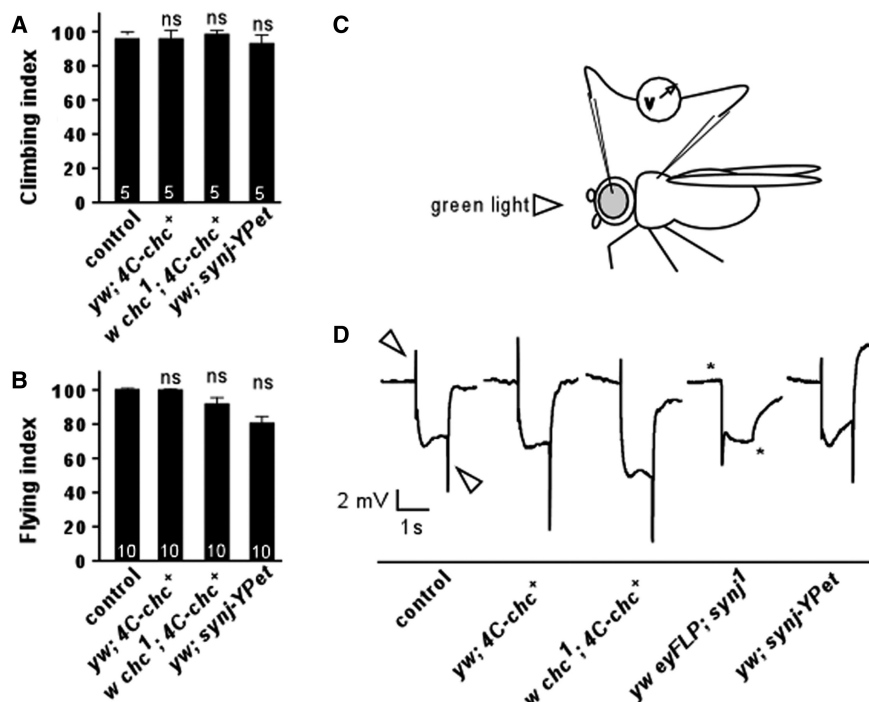 A
Climbing index
100
80
60
40
20
0
ns
ns
ns
5
5
5
5
control
yw; 4C-chc⁺
w chc¹; 4C-chc⁺
yw; synj-YPet
B
Flying index
100
80
60
40
20
0
ns
ns
ns
10
10
10
10
control
yw; 4C-chc⁺
w chc¹; 4C-chc⁺
yw; synj-YPet
C
V
green light
D
*
*
2 mV
1s
control
yw; 4C-chc⁺
w chc¹; 4C-chc⁺
yw eyFLP; synj¹
yw; synj-YPet